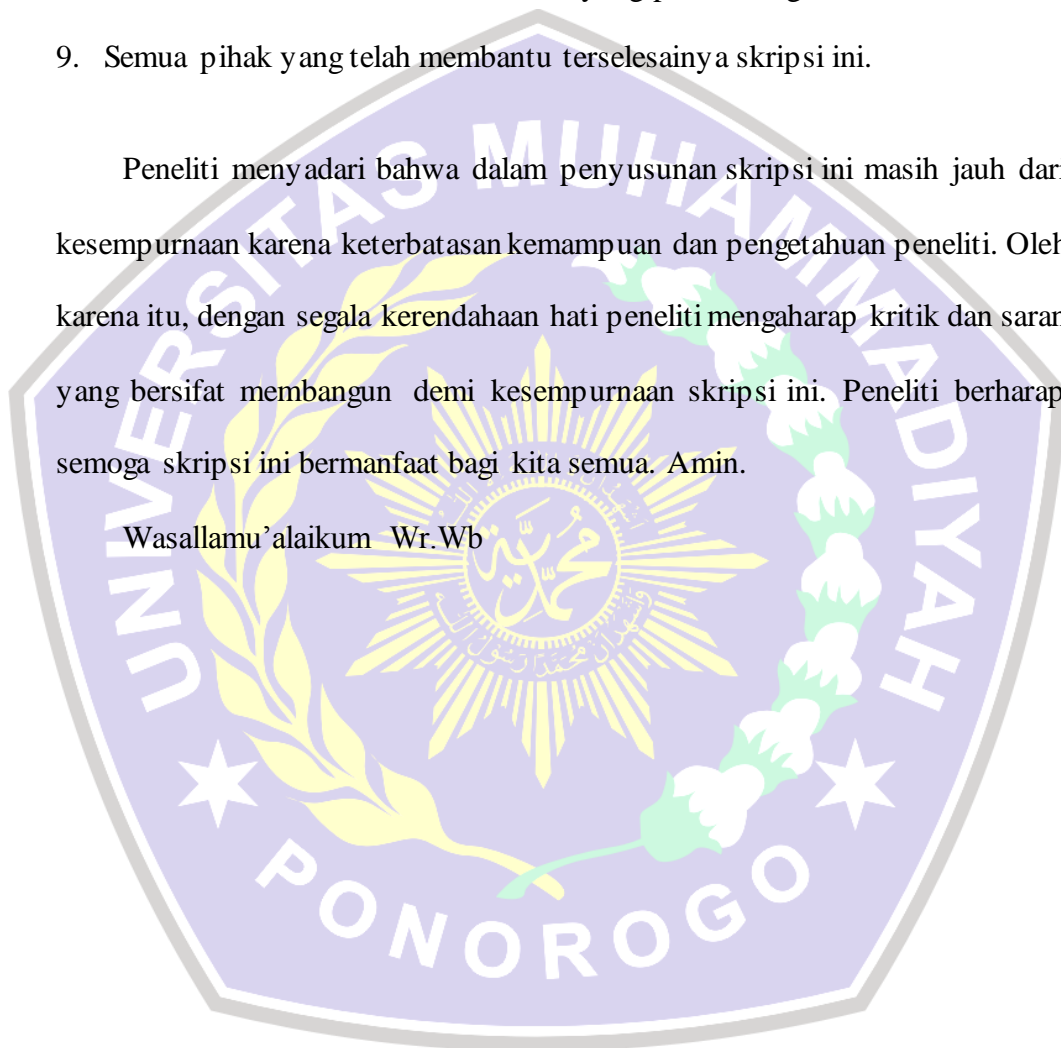 9. Semua pihak yang telah membantu terselesainya skripsi ini.
Peneliti menyadari bahwa dalam penyusunan skripsi ini masih jauh dari
kesempurnaan karena keterbatasan kemampuan dan pengetahuan peneliti. Oleh
karena itu, dengan segala kerendahaan hati peneliti mengaharap kritik dan saran
yang bersifat membangun demi kesempurnaan skripsi ini. Peneliti berharap
semoga skripsi ini bermanfaat bagi kita semua. Amin.
Wasallamu’alaikum Wr.Wb
UNIVERSITAS MUHAMMADIYAH
PONOROGO
محمدية